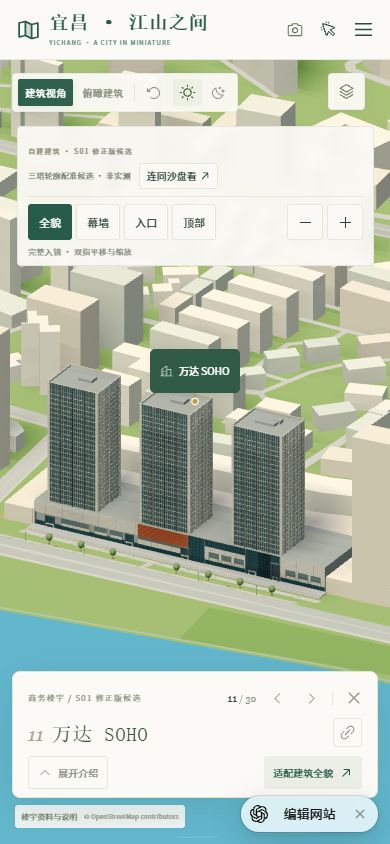 宜昌 · 江山之间
YICHANG · A CITY IN MINIATURE
建筑视角 俯瞰建筑
自建建筑 · S01 修正版候选
三塔轮廓配准候选 · 非实测 连同沙盘看
全貌 幕墙 入口 顶部
完整入镜 · 双指平移与缩放
万达 SOHO
商务楼宇 / S01 修正版候选 11 / 30
11 万达 SOHO
展开介绍 适配建筑全貌
楼宇资料与说明 © OpenStreetMap contributors
编辑网站